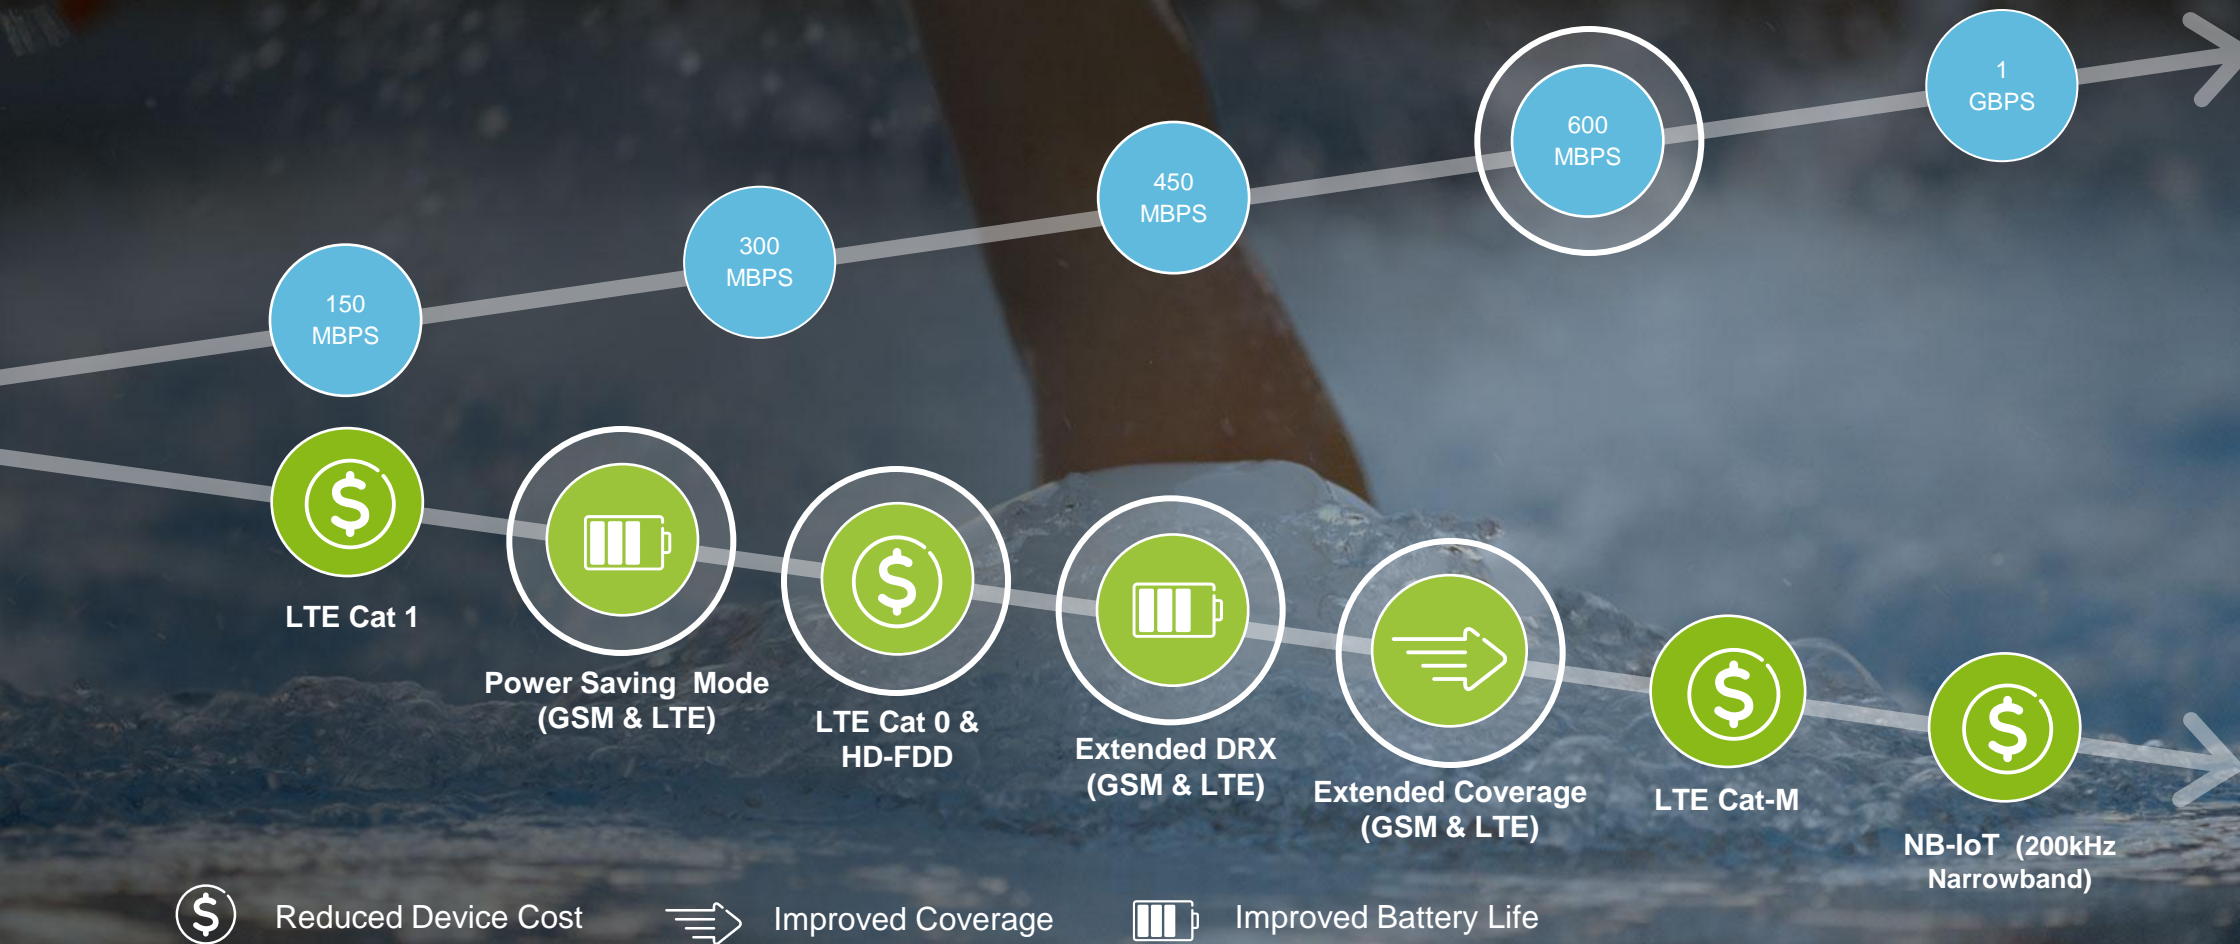 1
GBPS
600
MBPS
450
MBPS
300
MBPS
150
MBPS
LTE Cat 1
Power Saving  Mode
(GSM & LTE)
LTE Cat 0 &
HD-FDD
Extended DRX
(GSM & LTE)
Extended Coverage
(GSM & LTE)
LTE Cat-M
NB-IoT  (200kHz
Narrowband)
Reduced Device Cost
Improved Coverage
Improved Battery Life